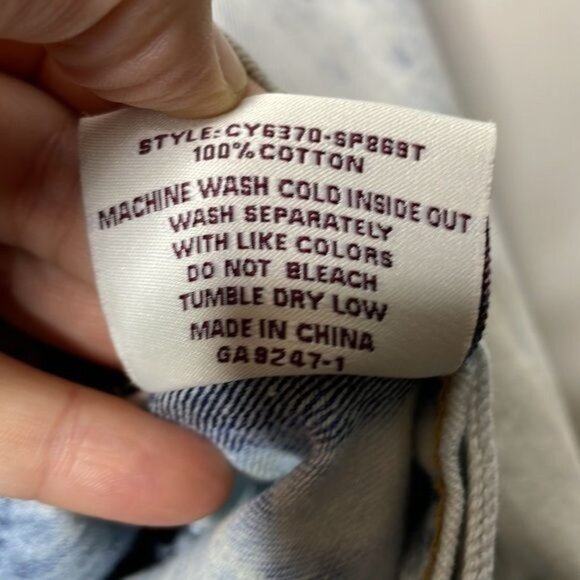 STYLE:CY6370-SP869T
100% COTTON
MACHINE WASH COLD INSIDE OUT
WASH SEPARATELY
WITH LIKE COLORS
DO NOT BLEACH
TUMBLE DRY LOW
MADE IN CHINA
GA9247-1